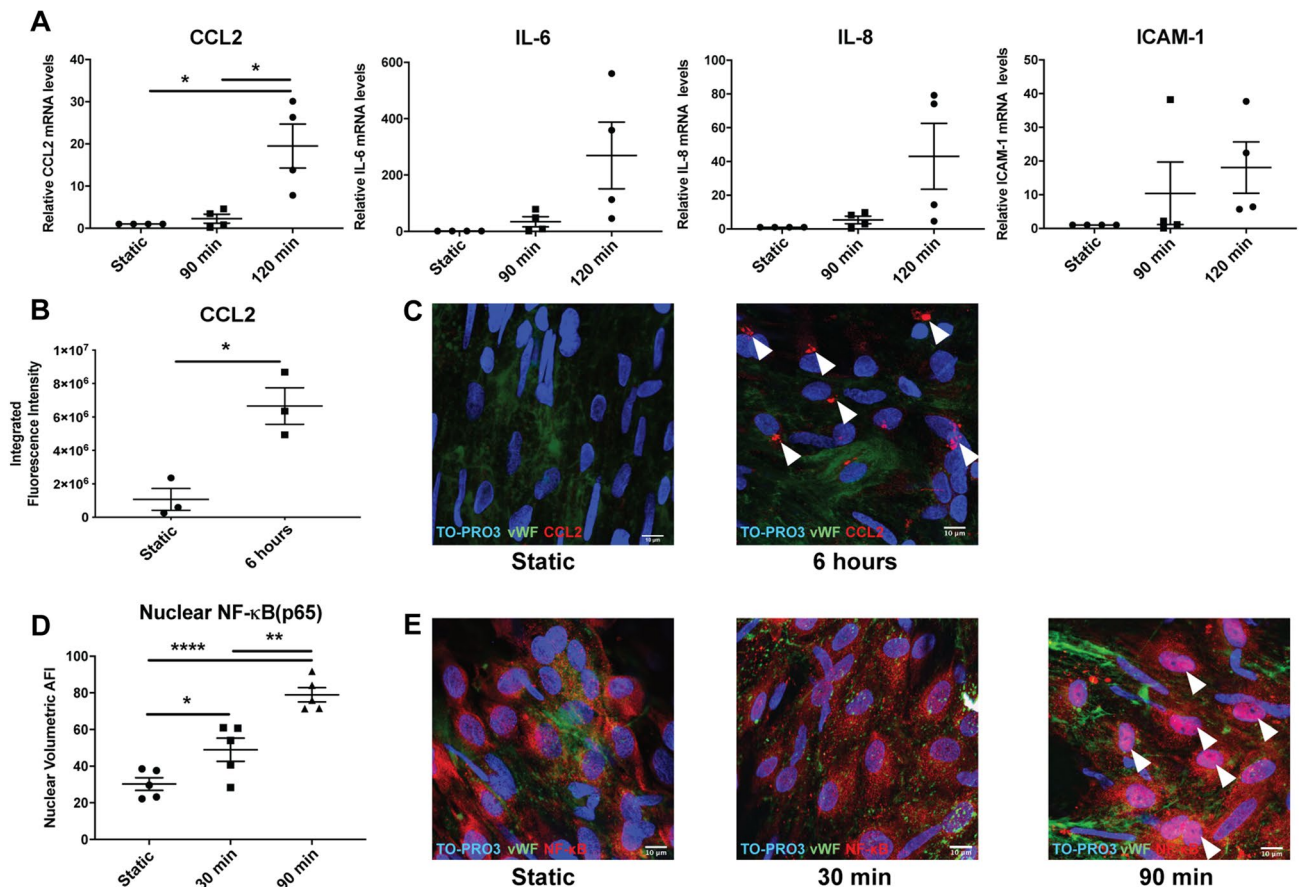 A
CCL2
Relative CCL2 mRNA levels
40
30
20
10
0
*
*
Static
90 min
120 min
IL-6
Relative IL-6 mRNA levels
600
400
200
0
Static
90 min
120 min
IL-8
Relative IL-8 mRNA levels
100
80
60
40
20
0
Static
90 min
120 min
ICAM-1
Relative ICAM-1 mRNA levels
50
40
30
20
10
0
Static
90 min
120 min
B
CCL2
Integrated
Fluorescence Intensity
1×10⁷
8×10⁶
6×10⁶
4×10⁶
2×10⁶
0
*
Static
6 hours
C
TO-PRO3 vWF CCL2
10 µm
Static
TO-PRO3 vWF CCL2
10 µm
6 hours
D
Nuclear NF-κB(p65)
Nuclear Volumetric AFI
100
80
60
40
20
0
****
**
*
Static
30 min
90 min
E
TO-PRO3 vWF NF-κB
10 µm
Static
TO-PRO3 vWF NF-κB
10 µm
30 min
TO-PRO3 vWF
10 µm
90 min